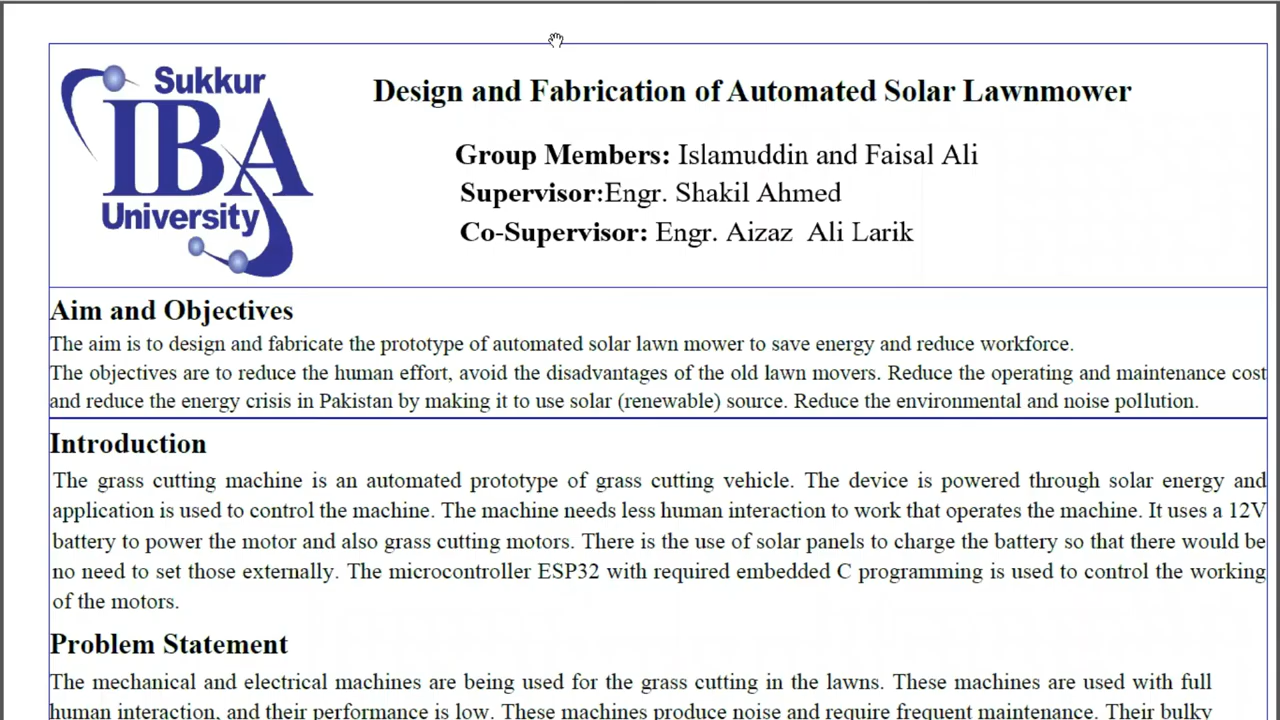 Sukkur
IBA
University
Design and Fabrication of Automated Solar Lawnmower
Group Members: Islamuddin and Faisal Ali
Supervisor:Engr. Shakil Ahmed
Co-Supervisor: Engr. Aizaz Ali Larik
Aim and Objectives
The aim is to design and fabricate the prototype of automated solar lawn mower to save energy and reduce workforce.
The objectives are to reduce the human effort, avoid the disadvantages of the old lawn movers. Reduce the operating and maintenance cost
and reduce the energy crisis in Pakistan by making it to use solar (renewable) source. Reduce the environmental and noise pollution.
Introduction
The grass cutting machine is an automated prototype of grass cutting vehicle. The device is powered through solar energy and
application is used to control the machine. The machine needs less human interaction to work that operates the machine. It uses a 12V
battery to power the motor and also grass cutting motors. There is the use of solar panels to charge the battery so that there would be
no need to set those externally. The microcontroller ESP32 with required embedded C programming is used to control the working
of the motors.
Problem Statement
The mechanical and electrical machines are being used for the grass cutting in the lawns. These machines are used with full
human interaction, and their performance is low. These machines produce noise and require frequent maintenance. Their bulky